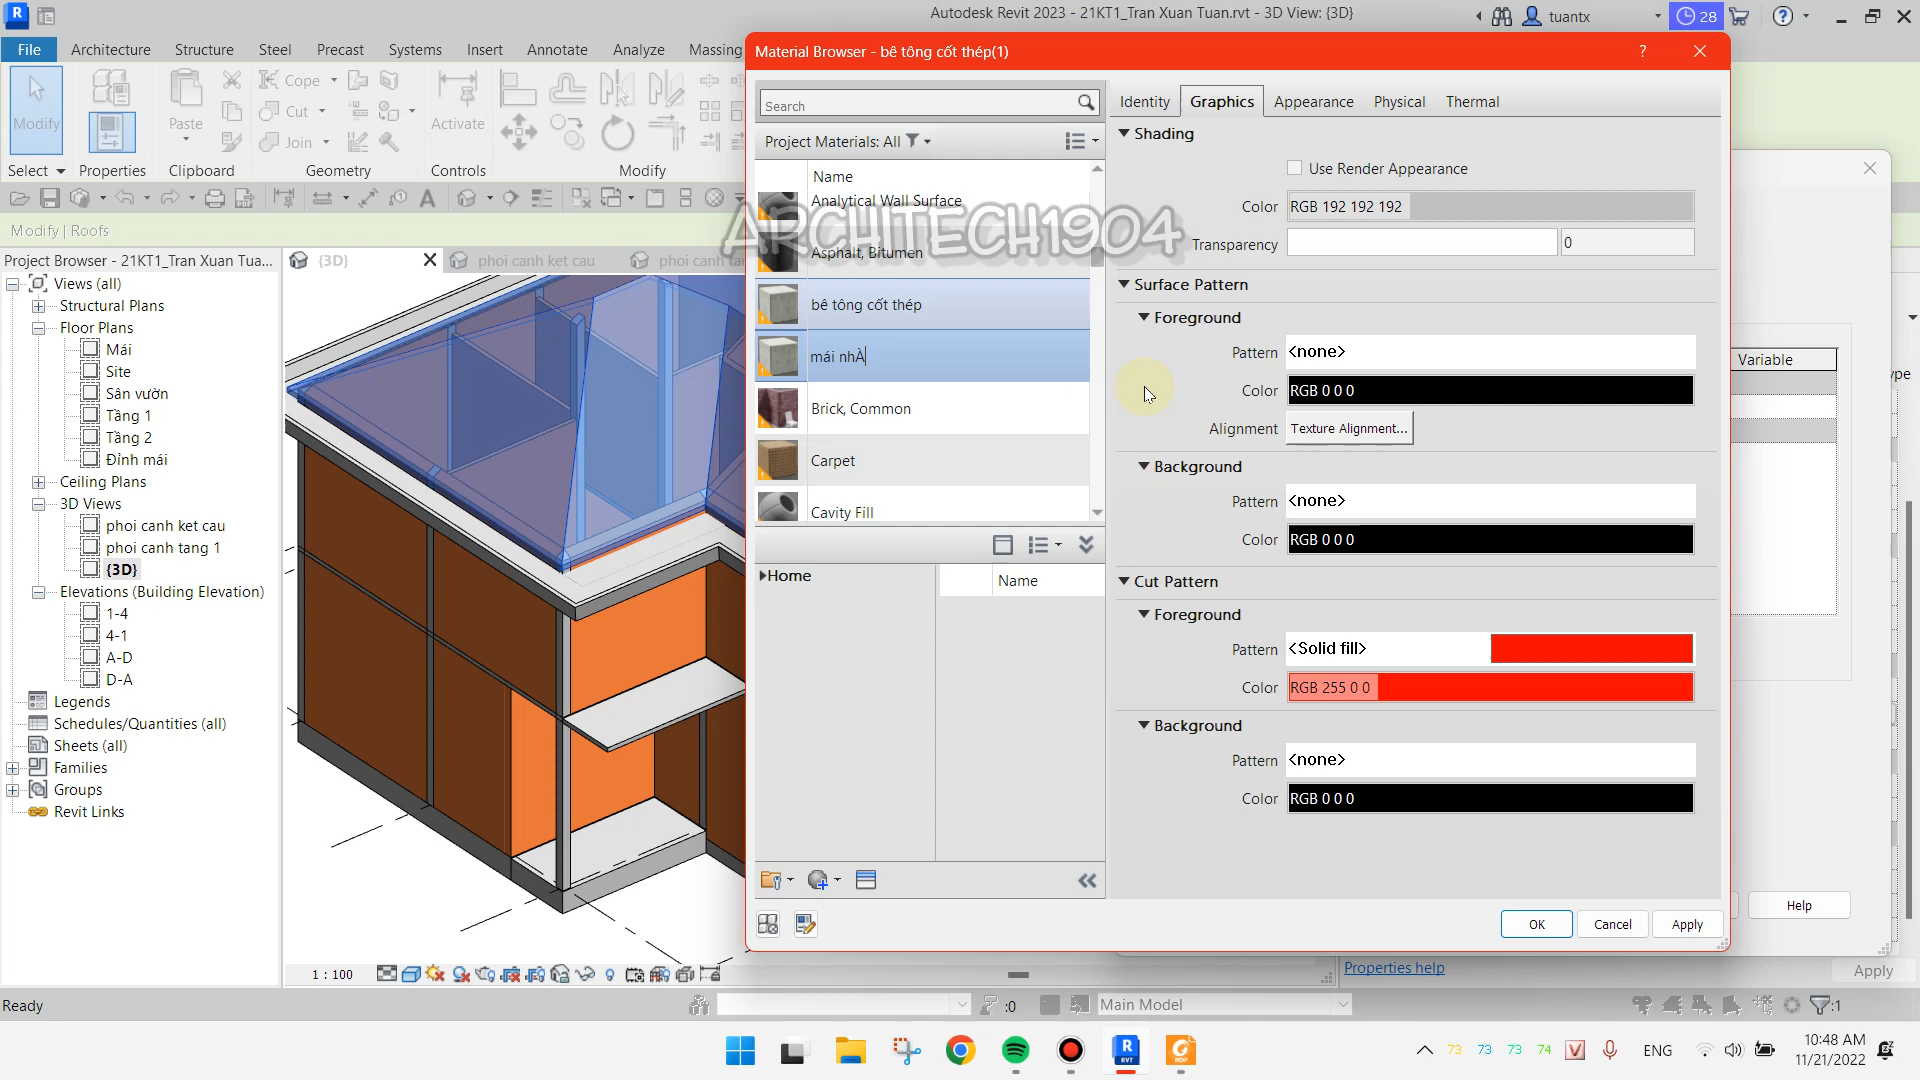 Autodesk Revit 2023 - 21KT1_Tran Xuan Tuan.rvt - 3D View: {3D}
28
tuantx
File Architecture Structure Steel Precast Systems Insert Annotate Analyze Massing
Modify
Paste
Cope
Cut
Join
Activate
Select Properties Clipboard Geometry Controls Modify
Modify | Roofs
Project Browser - 21KT1_Tran Xuan Tua...
Views (all)
Structural Plans
Floor Plans
Mái
Site
Sân vườn
Tầng 1
Tầng 2
Đỉnh mái
Ceiling Plans
3D Views
phoi canh ket cau
phoi canh tang 1
{3D}
Elevations (Building Elevation)
1-4
4-1
A-D
D-A
Legends
Schedules/Quantities (all)
Sheets (all)
Families
Groups
Revit Links
{3D}
phoi canh ket cau
phoi canh tan
1 : 100
Material Browser - bê tông cốt thép(1)
Search
Project Materials: All
Name
Analytical Wall Surface
Asphalt, Bitumen
bê tông cốt thép
mái nhÀ
Brick, Common
Carpet
Cavity Fill
ARCHITECH1904
Home
Name
Identity Graphics Appearance Physical Thermal
Shading
Use Render Appearance
Color RGB 192 192 192
Transparency 0
Surface Pattern
Foreground
Pattern <none>
Color RGB 0 0 0
Alignment Texture Alignment...
Background
Pattern <none>
Color RGB 0 0 0
Cut Pattern
Foreground
Pattern <Solid fill>
Color RGB 255 0 0
Background
Pattern <none>
Color RGB 0 0 0
OK Cancel Apply
Variable
ype
Help
Properties help
Apply
Ready
:0
Main Model
:1
73 73 73 74
ENG
10:48 AM
11/21/2022